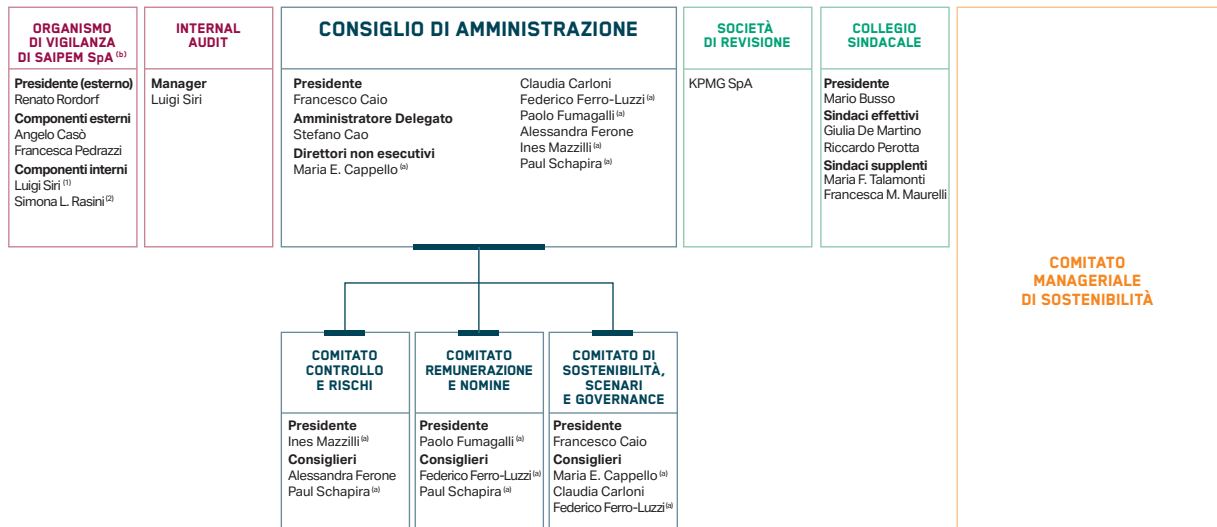 ORGANISMO
DI VIGILANZA
DI SAIPEM SpA (b)
Presidente (esterno)
Renato Rordorf
Componenti esterni
Angelo Casò
Francesca Pedrazzi
Componenti interni
Luigi Siri (1)
Simona L. Rasini (2)
INTERNAL
AUDIT
Manager
Luigi Siri
CONSIGLIO DI AMMINISTRAZIONE
Presidente
Francesco Caio
Amministratore Delegato
Stefano Cao
Direttori non esecutivi
Maria E. Cappello (a)
Claudia Carloni
Federico Ferro-Luzzi (a)
Paolo Fumagalli (a)
Alessandra Ferone
Ines Mazzilli (a)
Paul Schapira (a)
SOCIETÀ
DI REVISIONE
KPMG SpA
COLLEGIO
SINDACALE
Presidente
Mario Busso
Sindaci effettivi
Giulia De Martino
Riccardo Perotta
Sindaci supplenti
Maria F. Talamonti
Francesca M. Maurelli
COMITATO
MANAGERIALE
DI SOSTENIBILITÀ
COMITATO
CONTROLLO
E RISCHI
Presidente
Ines Mazzilli (a)
Consiglieri
Alessandra Ferone
Paul Schapira (a)
COMITATO
REMUNERAZIONE
E NOMINE
Presidente
Paolo Fumagalli (a)
Consiglieri
Federico Ferro-Luzzi (a)
Paul Schapira (a)
COMITATO DI
SOSTENIBILITÀ,
SCENARI
E GOVERNANCE
Presidente
Francesco Caio
Consiglieri
Maria E. Cappello (a)
Claudia Carloni
Federico Ferro-Luzzi (a)